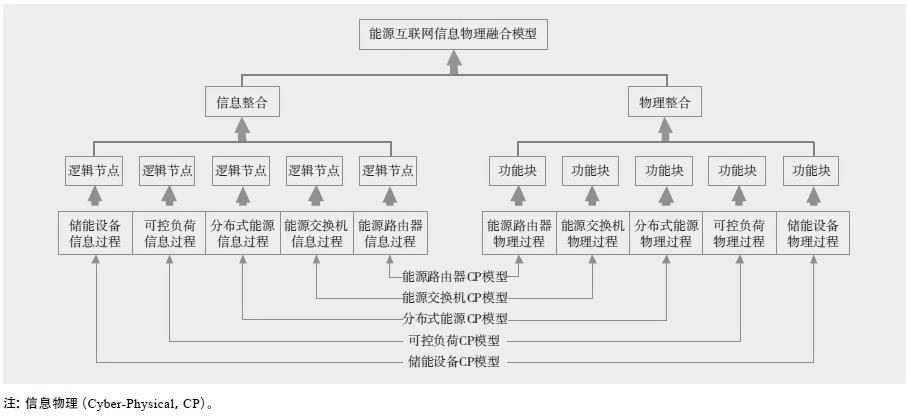 能源互联网信息物理融合模型
信息整合
物理整合
逻辑节点
逻辑节点
逻辑节点
逻辑节点
逻辑节点
功能块
功能块
功能块
功能块
功能块
储能设备
信息过程
可控负荷
信息过程
分布式能源
信息过程
能源交换机
信息过程
能源路由器
信息过程
能源路由器
物理过程
能源交换机
物理过程
分布式能源
物理过程
可控负荷
物理过程
储能设备
物理过程
能源路由器CP模型
能源交换机CP模型
分布式能源CP模型
可控负荷CP模型
储能设备CP模型
注：信息物理（Cyber-Physical，CP）。